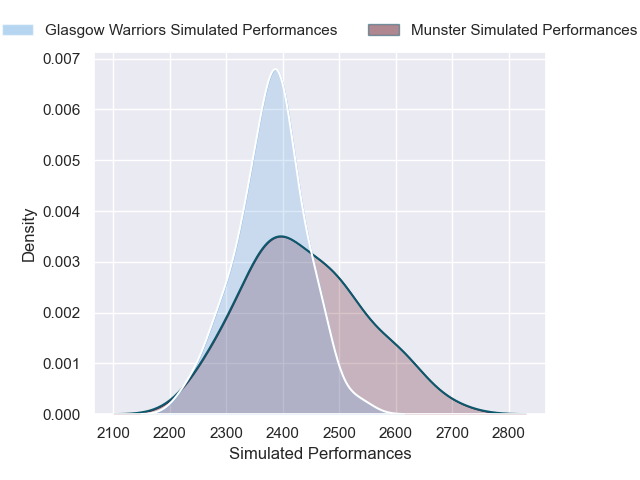 Glasgow Warriors Simulated Performances Munster Simulated Performances
0.007
0.006
0.005
0.004
0.003
0.002
0.001
0.000
Density
2100 2200 2300 2400 2500 2600 2700 2800
Simulated Performances